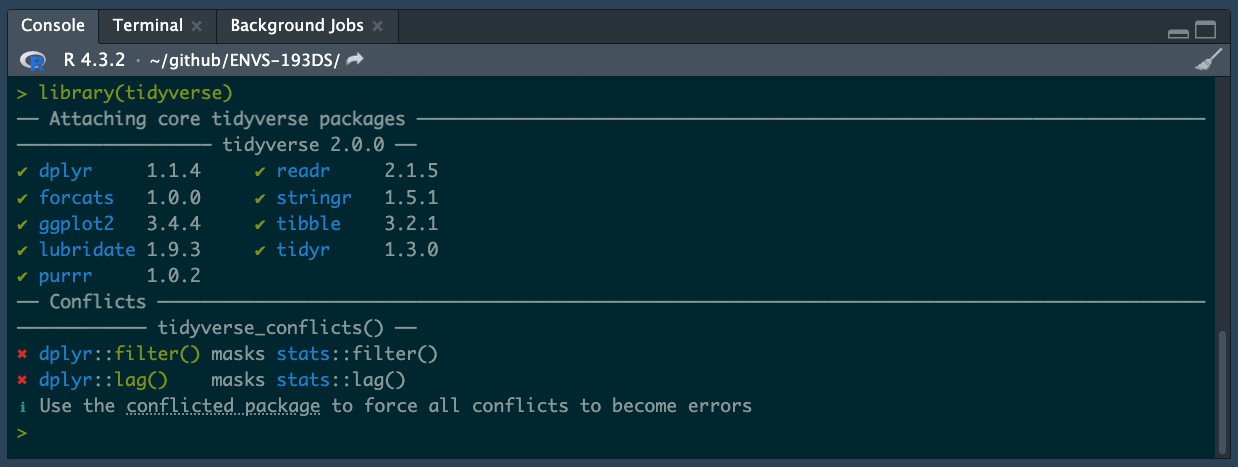 Console Terminal × Background Jobs ×
R R 4.3.2 · ~/github/ENVS-193DS/
> library(tidyverse)
── Attaching core tidyverse packages ─────────────────────────
────────────────── tidyverse 2.0.0 ──
✔ dplyr     1.1.4     ✔ readr     2.1.5
✔ forcats   1.0.0     ✔ stringr   1.5.1
✔ ggplot2   3.4.4     ✔ tibble    3.2.1
✔ lubridate 1.9.3     ✔ tidyr     1.3.0
✔ purrr     1.0.2
── Conflicts ─────────────────────────
──────────── tidyverse_conflicts() ──
✖ dplyr::filter() masks stats::filter()
✖ dplyr::lag()    masks stats::lag()
ℹ Use the conflicted package to force all conflicts to become errors
>